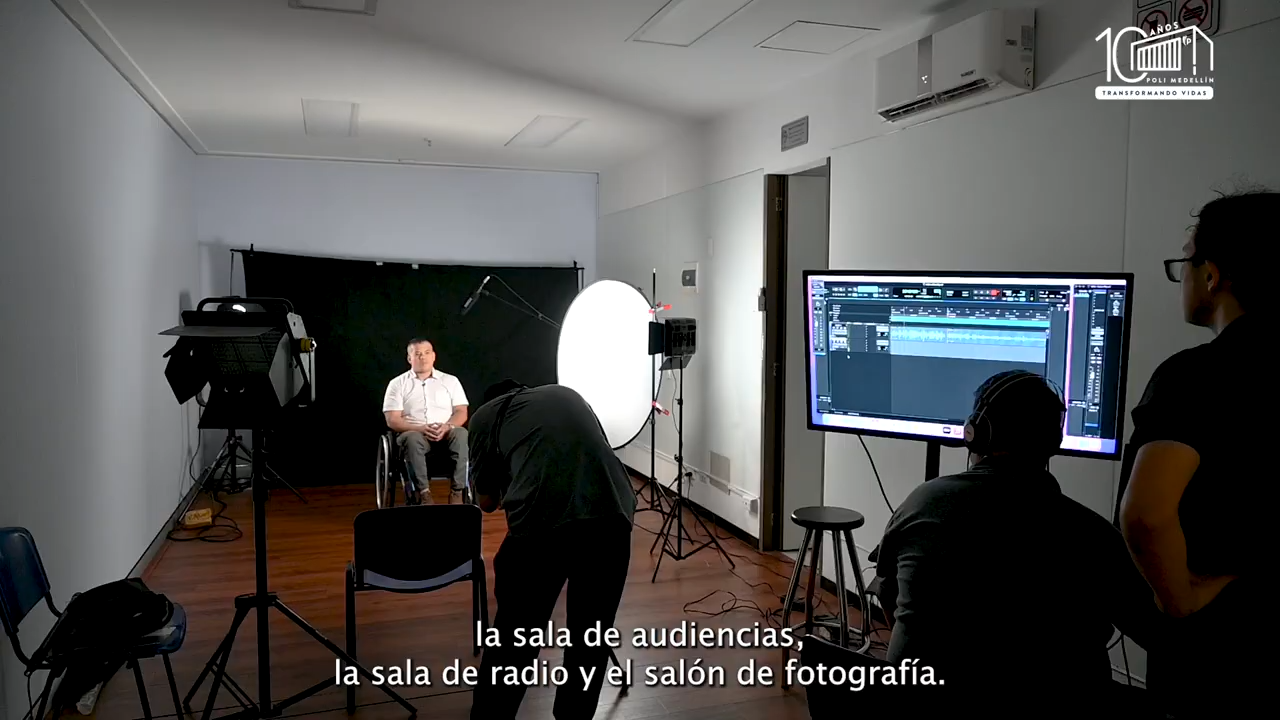 10 AÑOS
POLI MEDELLÍN
TRANSFORMANDO VIDAS
la sala de audiencias,
la sala de radio y el salón de fotografía.